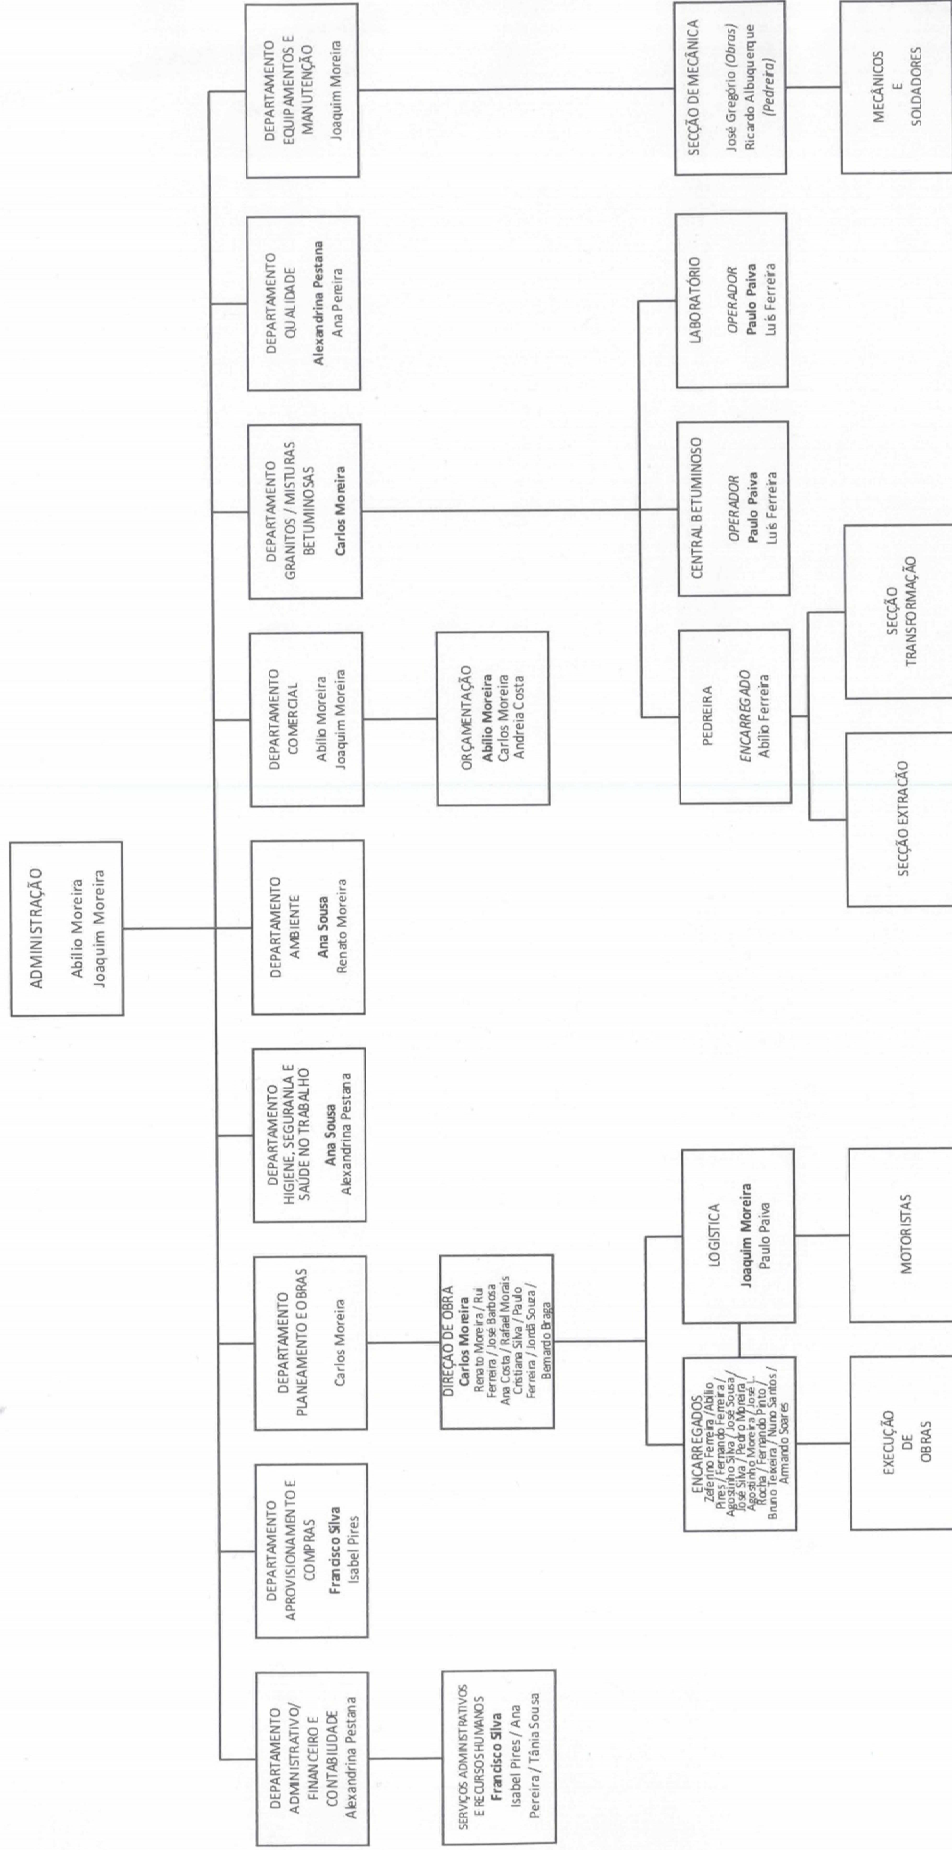 ADMINISTRAÇÃO
Abílio Moreira
Joaquim Moreira
DEPARTAMENTO
ADMINISTRATIVO/
FINANCEIRO E
CONTABILIDADE
Alexandrina Pestana
DEPARTAMENTO
APROVISIONAMENTO E
COMPRAS
Francisco Silva
Isabel Pires
DEPARTAMENTO
PLANEAMENTO E OBRAS
Carlos Moreira
DEPARTAMENTO
HIGIENE, SEGURANLA E
SAÚDE NO TRABALHO
Ana Sousa
Alexandrina Pestana
DEPARTAMENTO
AMBIENTE
Ana Sousa
Renato Moreira
DEPARTAMENTO
COMERCIAL
Abílio Moreira
Joaquim Moreira
DEPARTAMENTO
GRANITOS / MISTURAS
BETUMINOSAS
Carlos Moreira
DEPARTAMENTO
QUALIDADE
Alexandrina Pestana
Ana Pereira
DEPARTAMENTO
EQUIPAMENTOS E
MANUTENÇÃO
Joaquim Moreira
SERVIÇOS ADMINISTRATIVOS
E RECURSOS HUMANOS
Francisco Silva
Isabel Pires / Ana
Pereira / Tânia Sousa
DIREÇÃO DE OBRA
Carlos Moreira
Renato Moreira / Rui
Ferreira / José Barbosa
Ana Costa / Rafael Morais
Cristiana Silva / Paulo
Ferreira / Jordã Souza /
Bernardo Braga
ORÇAMENTAÇÃO
Abílio Moreira
Carlos Moreira
Andreia Costa
ENCARREGADOS
Zeferino Ferreira / Abílio
Pires / Fernando Ferreira /
Agostinho Silva / José Sousa /
José Silva / Pedro Moreira /
Agostinho Moreira / José L.
Rocha / Fernando Pinto /
Bruno Teixeira / Nuno Santos /
Armando Soares
LOGÍSTICA
Joaquim Moreira
Paulo Paiva
PEDREIRA
ENCARREGADO
Abílio Ferreira
CENTRAL BETUMINOSO
OPERADOR
Paulo Paiva
Luís Ferreira
LABORATÓRIO
OPERADOR
Paulo Paiva
Luís Ferreira
SECÇÃO DE MECÂNICA
José Gregório (Obras)
Ricardo Albuquerque
(Pedreira)
EXECUÇÃO
DE
OBRAS
MOTORISTAS
SECÇÃO EXTRACÃO
SECÇÃO
TRANSFORMAÇÃO
MECÂNICOS
E
SOLDADORES